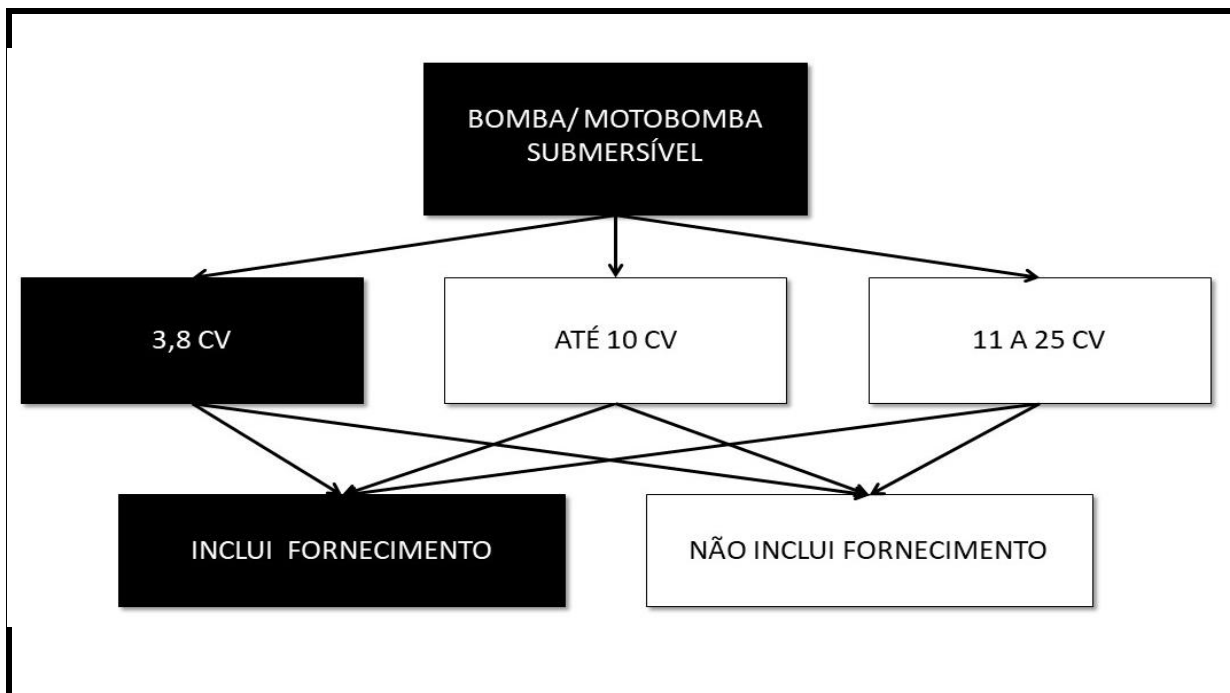 BOMBA/ MOTOBOMBA
SUBMERSÍVEL
3,8 CV
ATÉ 10 CV
11 A 25 CV
INCLUI FORNECIMENTO
NÃO INCLUI FORNECIMENTO